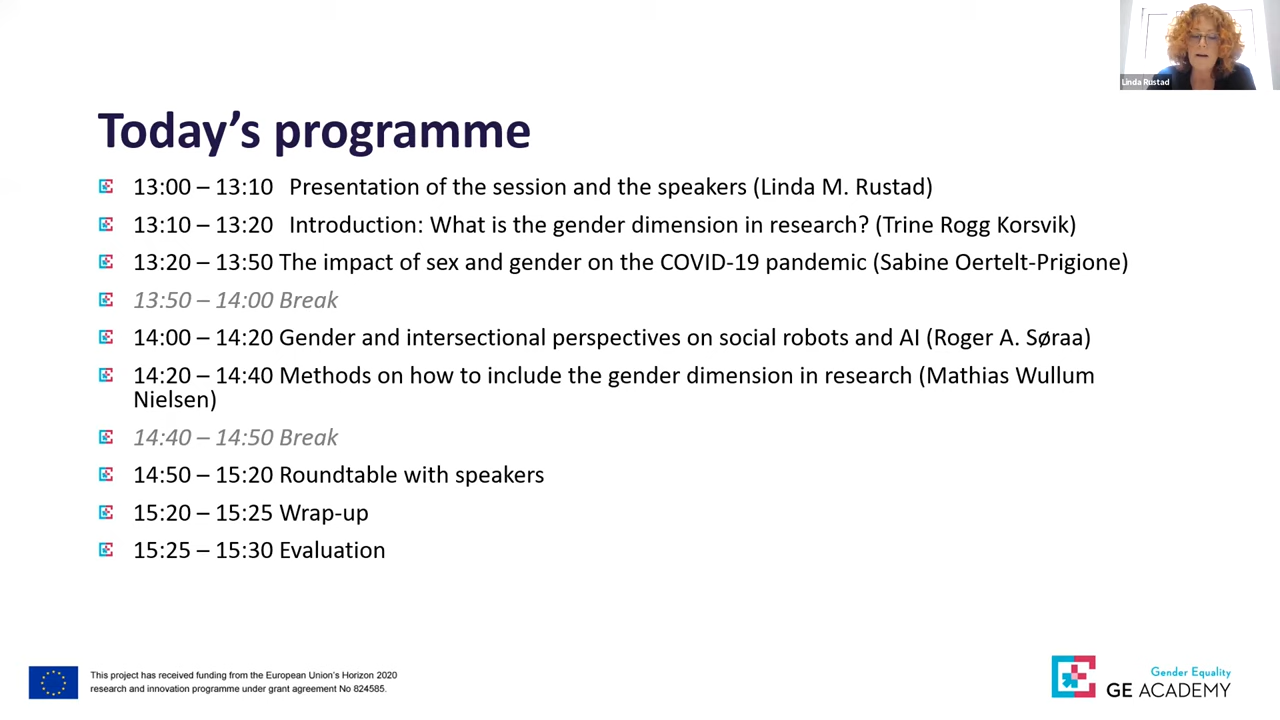 Linda Rustad
Today's programme
13:00 – 13:10 Presentation of the session and the speakers (Linda M. Rustad)
13:10 – 13:20 Introduction: What is the gender dimension in research? (Trine Rogg Korsvik)
13:20 – 13:50 The impact of sex and gender on the COVID-19 pandemic (Sabine Oertelt-Prigione)
13:50 – 14:00 Break
14:00 – 14:20 Gender and intersectional perspectives on social robots and AI (Roger A. Søraa)
14:20 – 14:40 Methods on how to include the gender dimension in research (Mathias Wullum
Nielsen)
14:40 – 14:50 Break
14:50 – 15:20 Roundtable with speakers
15:20 – 15:25 Wrap-up
15:25 – 15:30 Evaluation
This project has received funding from the European Union's Horizon 2020
research and innovation programme under grant agreement No 824585.
Gender Equality
GE ACADEMY